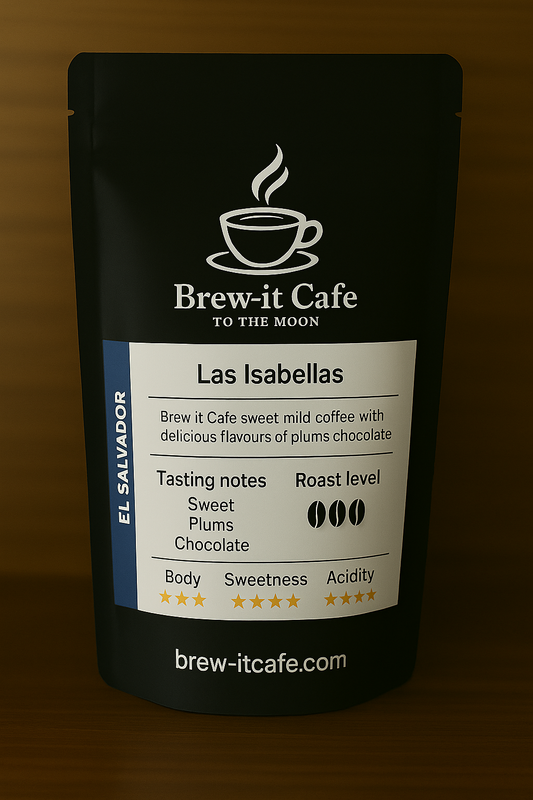 Brew-it Cafe
TO THE MOON
EL SALVADOR
Las Isabellas
Brew it Cafe sweet mild coffee with
delicious flavours of plums chocolate
Tasting notes
Sweet
Plums
Chocolate
Roast level
Body
Sweetness
Acidity
brew-itcafe.com